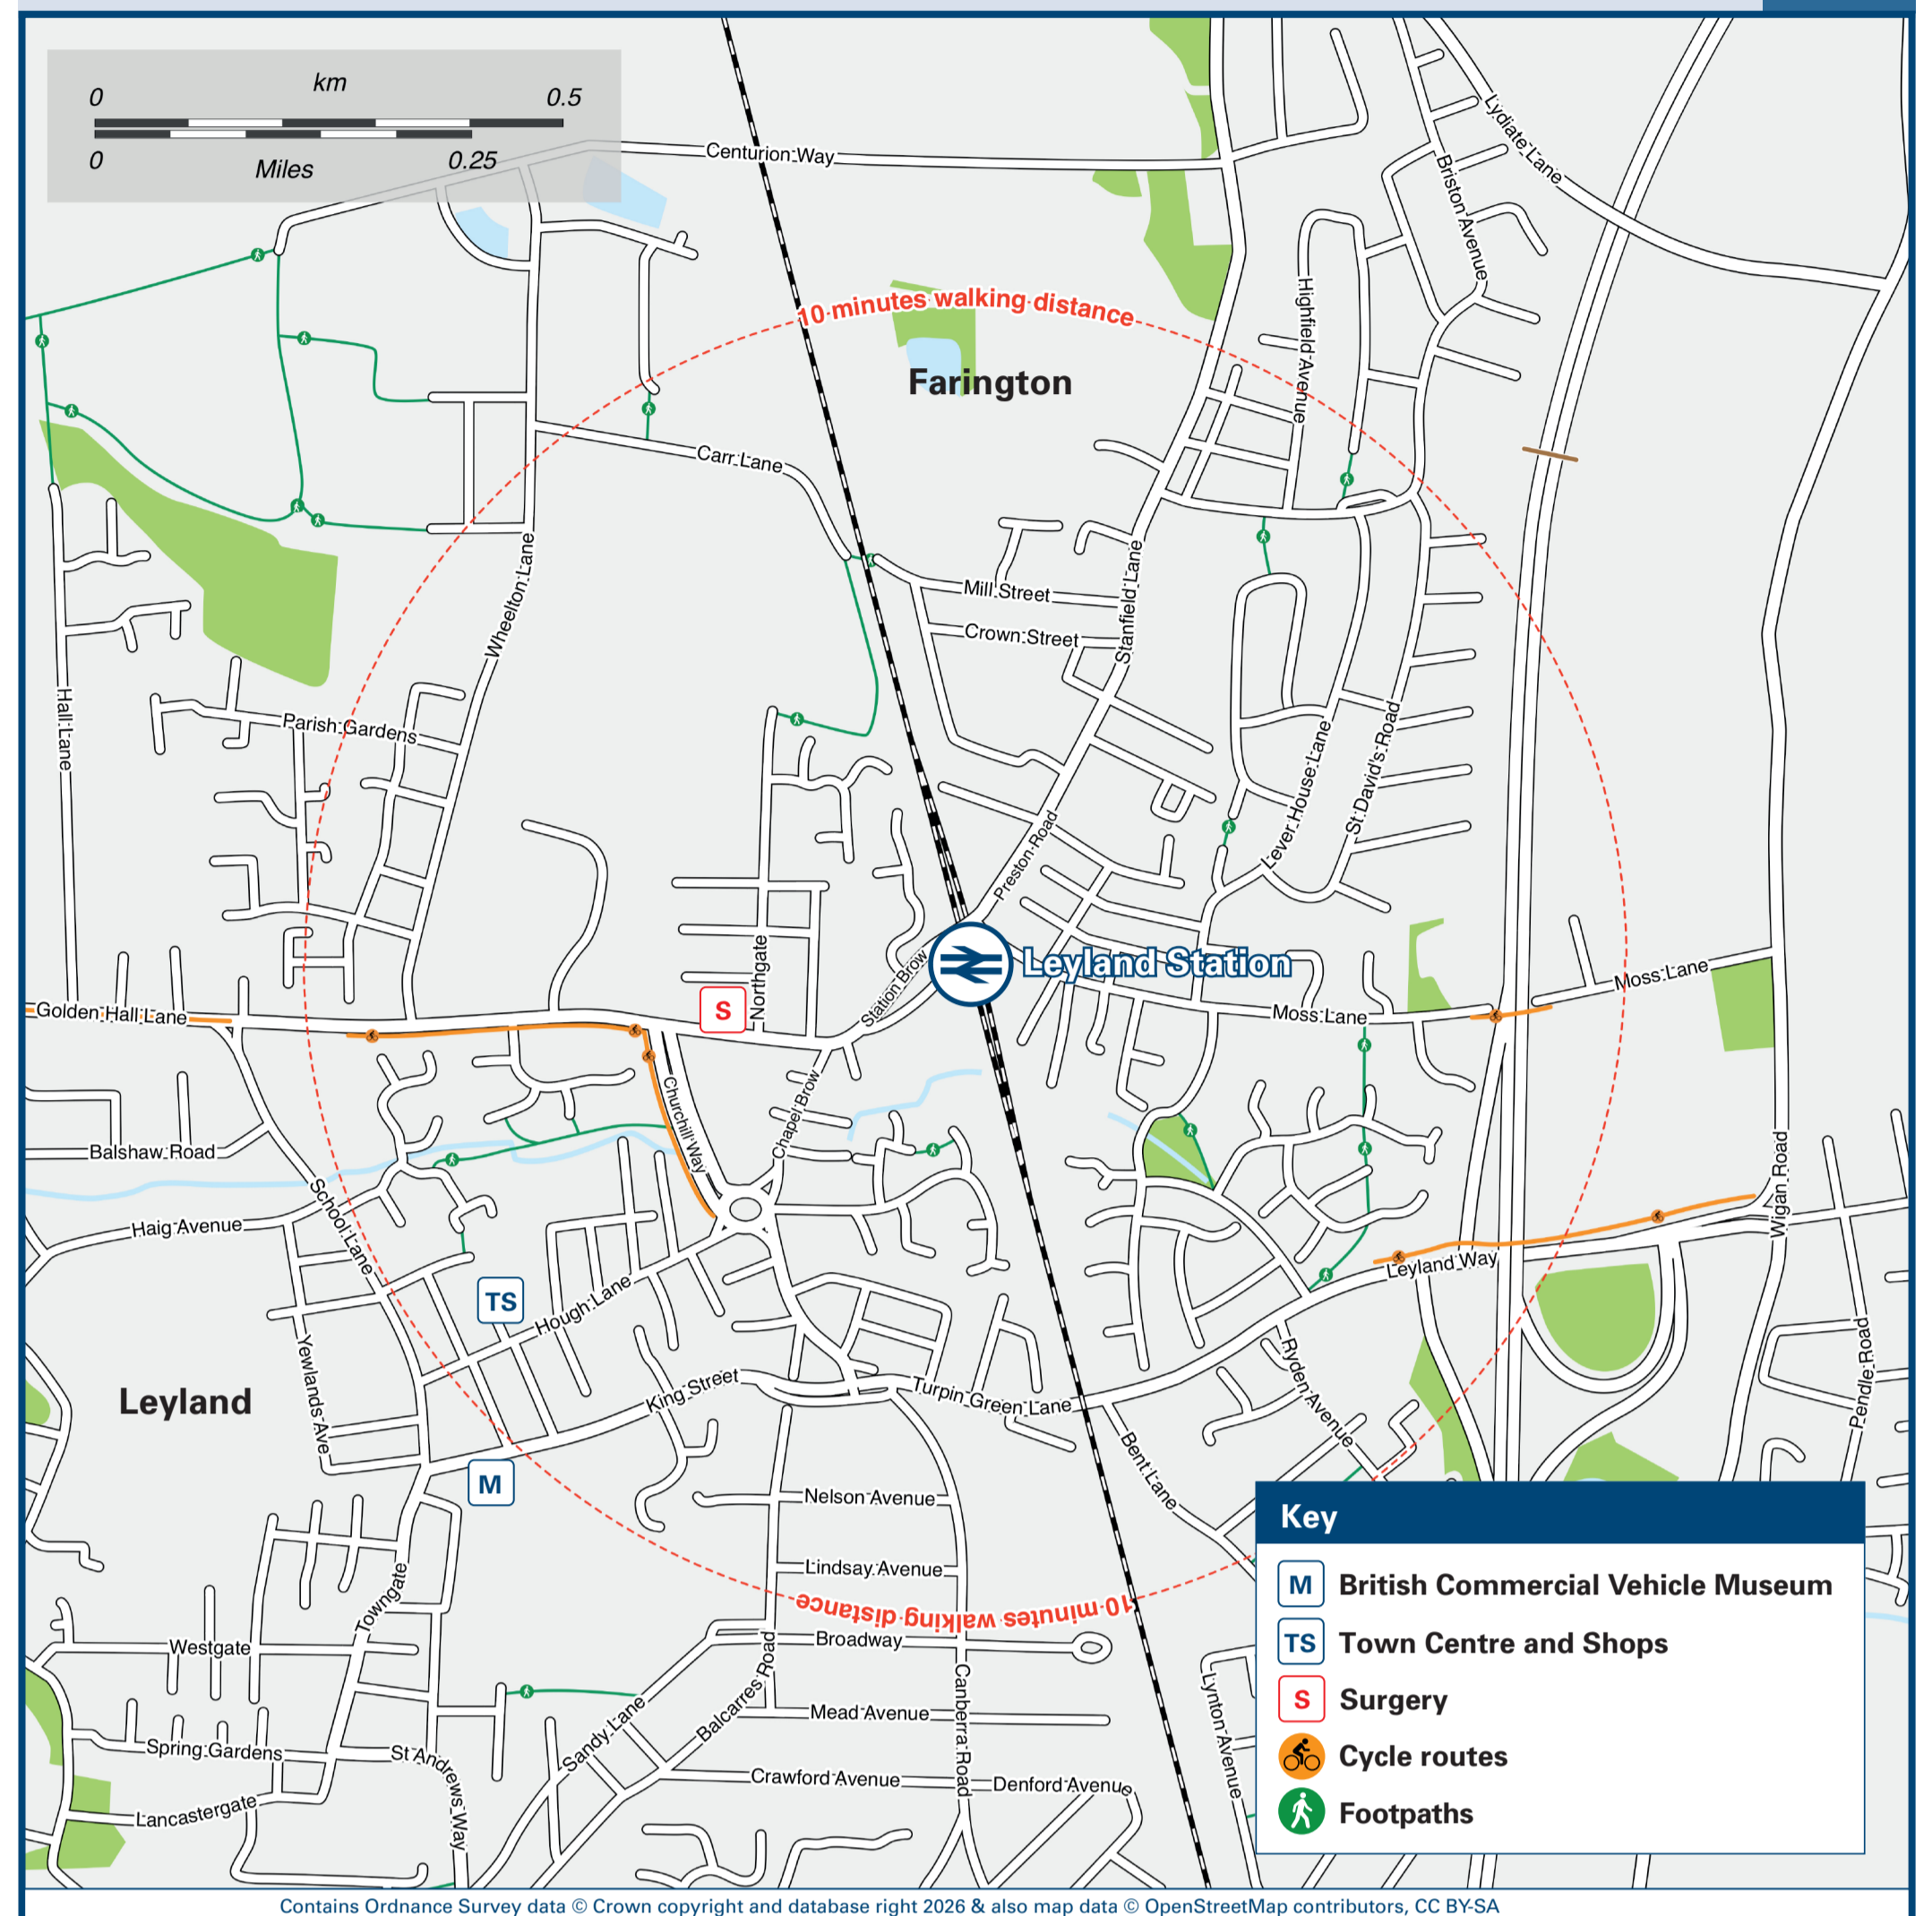 km
0 0.5
0 0.25
Miles
Centurion Way
Lydiate Lane
Briston Avenue
10 minutes walking distance
Highfield Avenue
Farington
Carr Lane
Wheelton Lane
Mill Street
Stanfield Lane
Crown Street
Hall Lane
Parish Gardens
Lever House Lane
St David's Road
Preston Road
Northgate
Station Brow
Leyland Station
Moss Lane
S
Golden Hall Lane
Moss Lane
Churchill Way
Chapel Brow
Balshaw Road
School Lane
Haig Avenue
Wigan Road
Leyland Way
TS
Hough Lane
Yewlands Ave
Ryden Avenue
Pendle Road
Leyland
King Street
Turpin Green Lane
Bent Lane
M
Nelson Avenue
Lindsay Avenue
10 minutes walking distance
Towngate
Westgate
Broadway
Balcarres Road
Canberra Road
Lynton Avenue
Sandy Lane
Mead Avenue
Spring Gardens
St Andrews Way
Crawford Avenue
Denford Avenue
Lancastergate
Key
M British Commercial Vehicle Museum
TS Town Centre and Shops
S Surgery
Cycle routes
Footpaths
Contains Ordnance Survey data © Crown copyright and database right 2026 & also map data © OpenStreetMap contributors, CC BY-SA